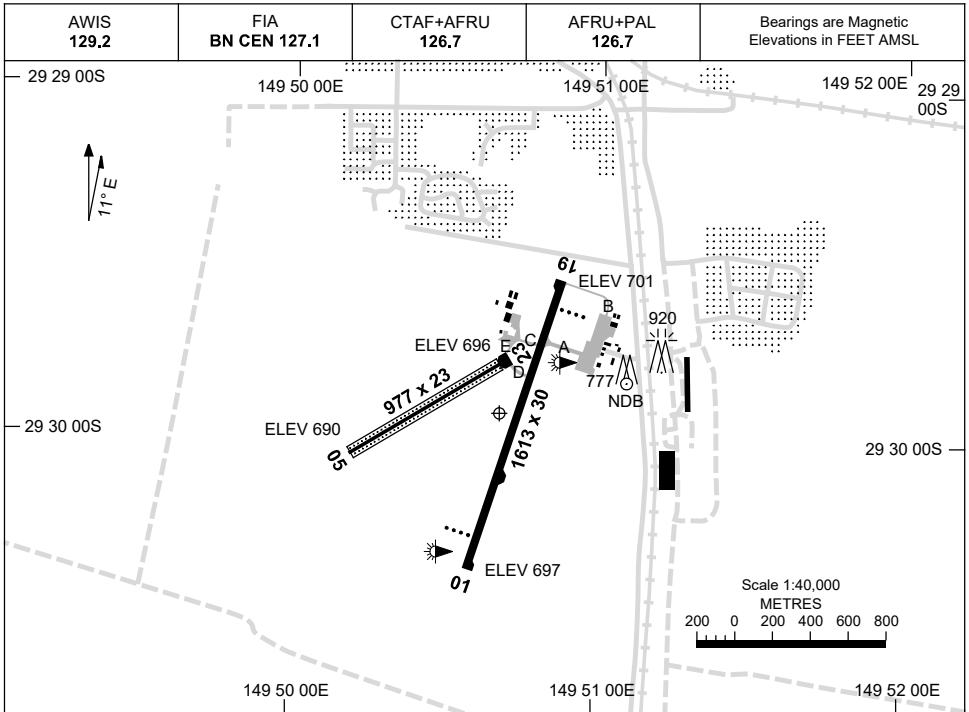 AWIS
129.2
FIA
BN CEN 127.1
CTAF+AFRU
126.7
AFRU+PAL
126.7
Bearings are Magnetic
Elevations in FEET AMSL
29 29 00S
149 50 00E
149 51 00E
149 52 00E
29 29
00S
11° E
19
ELEV 701
B
920
ELEV 696
E
C
23
A
D
777
NDB
977 x 23
1613 x 30
ELEV 690
05
29 30 00S
29 30 00S
ELEV 697
01
Scale 1:40,000
METRES
200 0 200 400 600 800
149 50 00E
149 51 00E
149 52 00E